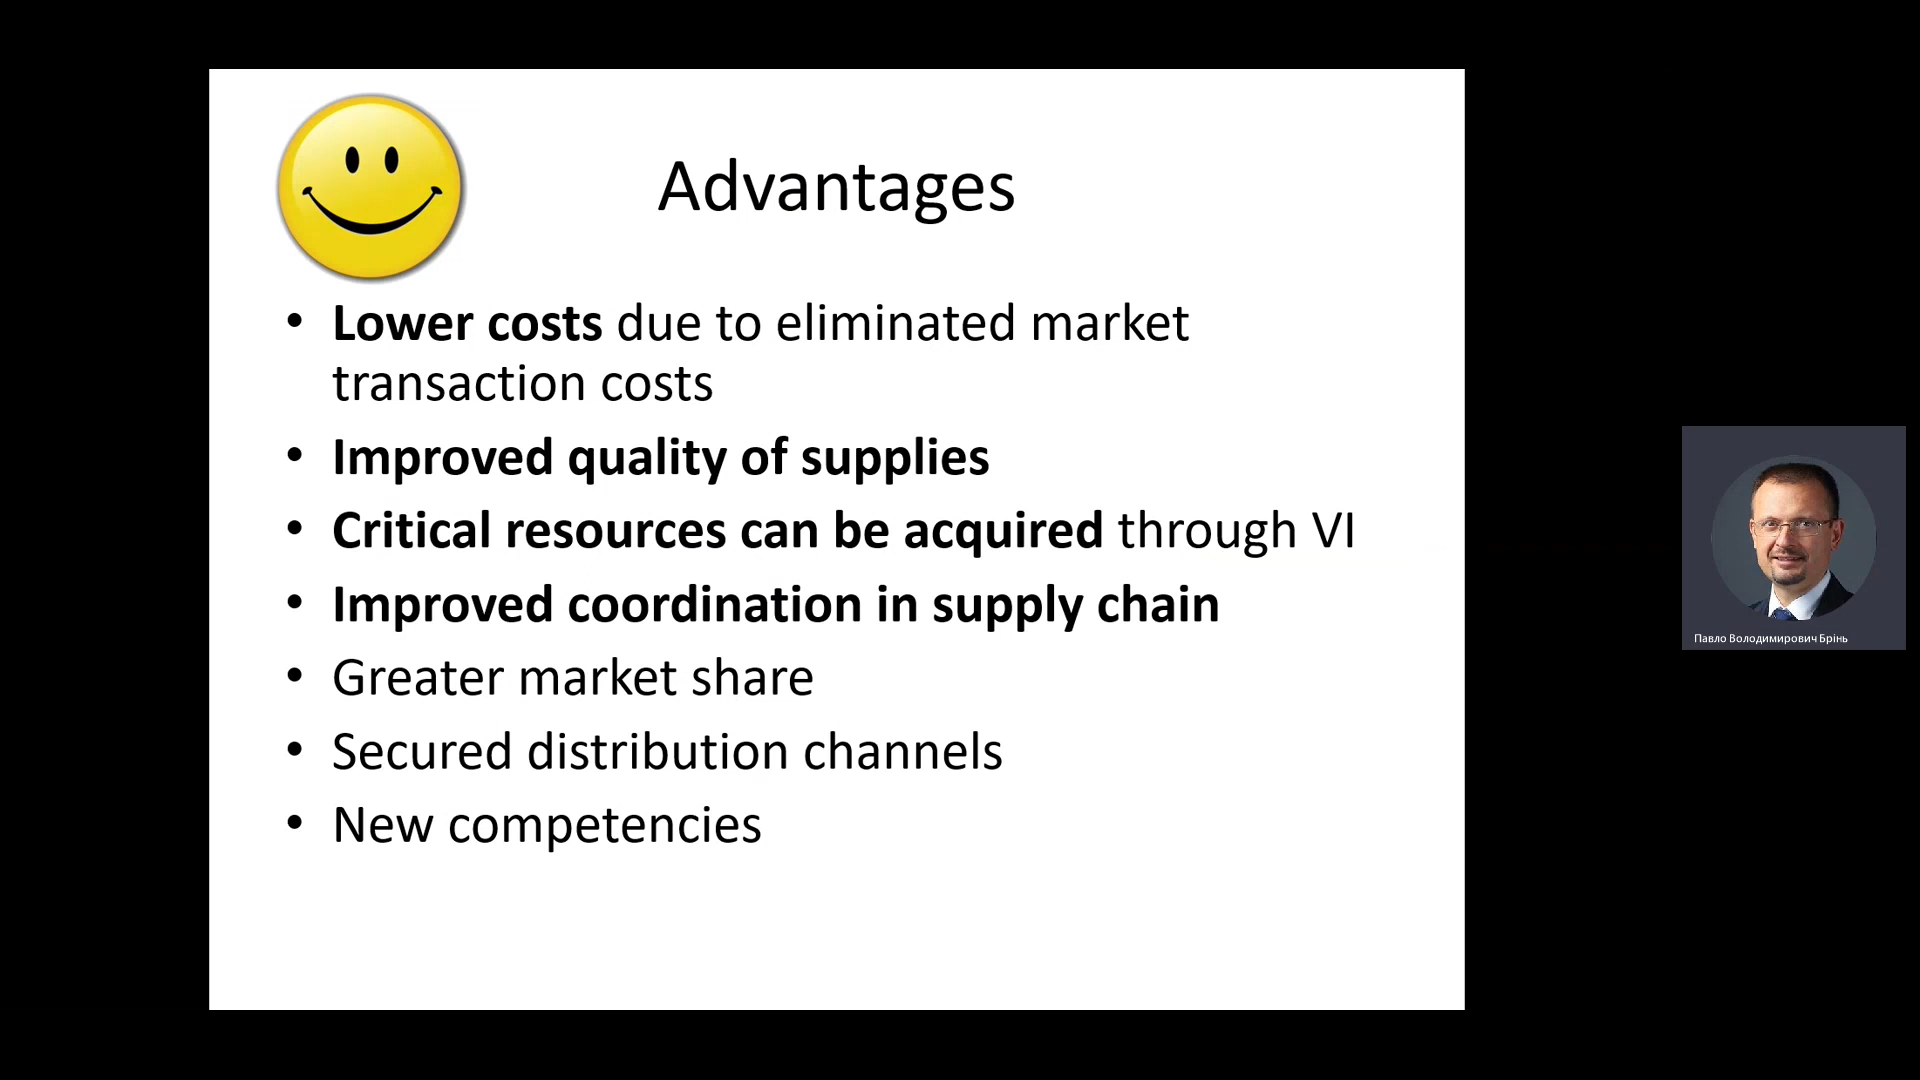 Advantages
• Lower costs due to eliminated market
transaction costs
• Improved quality of supplies
• Critical resources can be acquired through VI
• Improved coordination in supply chain
• Greater market share
• Secured distribution channels
• New competencies
Павло Володимирович Брінь